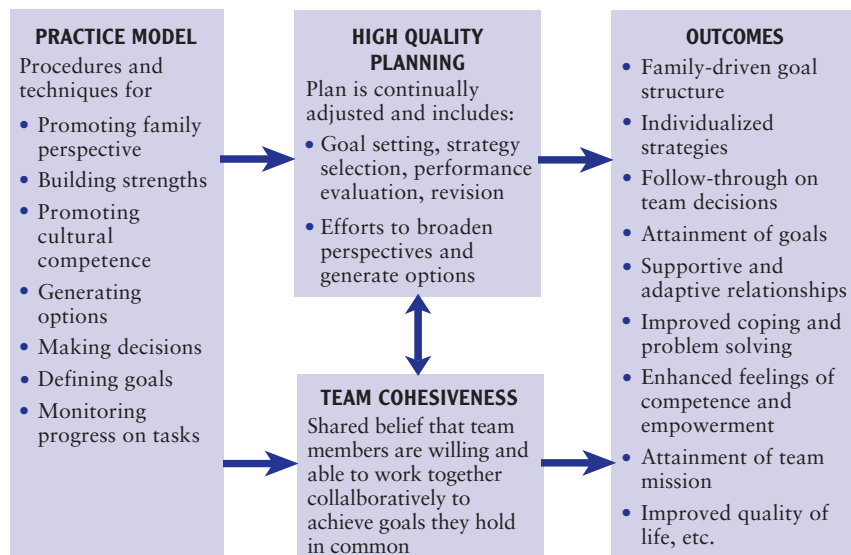 PRACTICE MODEL
Procedures and
techniques for
• Promoting family
perspective
• Building strengths
• Promoting
cultural
competence
• Generating
options
• Making decisions
• Defining goals
• Monitoring
progress on tasks
HIGH QUALITY
PLANNING
Plan is continually
adjusted and includes:
• Goal setting, strategy
selection, performance
evaluation, revision
• Efforts to broaden
perspectives and
generate options
TEAM COHESIVENESS
Shared belief that team
members are willing and
able to work together
collalboratively to
achieve goals they hold
in common
OUTCOMES
• Family-driven goal
structure
• Individualized
strategies
• Follow-through on
team decisions
• Attainment of goals
• Supportive and
adaptive relationships
• Improved coping and
problem solving
• Enhanced feelings of
competence and
empowerment
• Attainment of team
mission
• Improved quality of
life, etc.